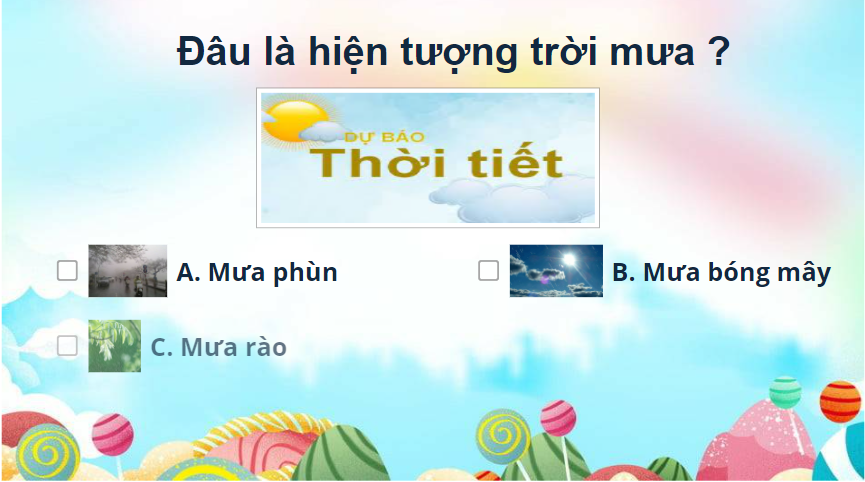 Đâu là hiện tượng trời mưa ?
DỰ BÁO
Thời tiết
A. Mưa phùn
B. Mưa bóng mây
C. Mưa rào